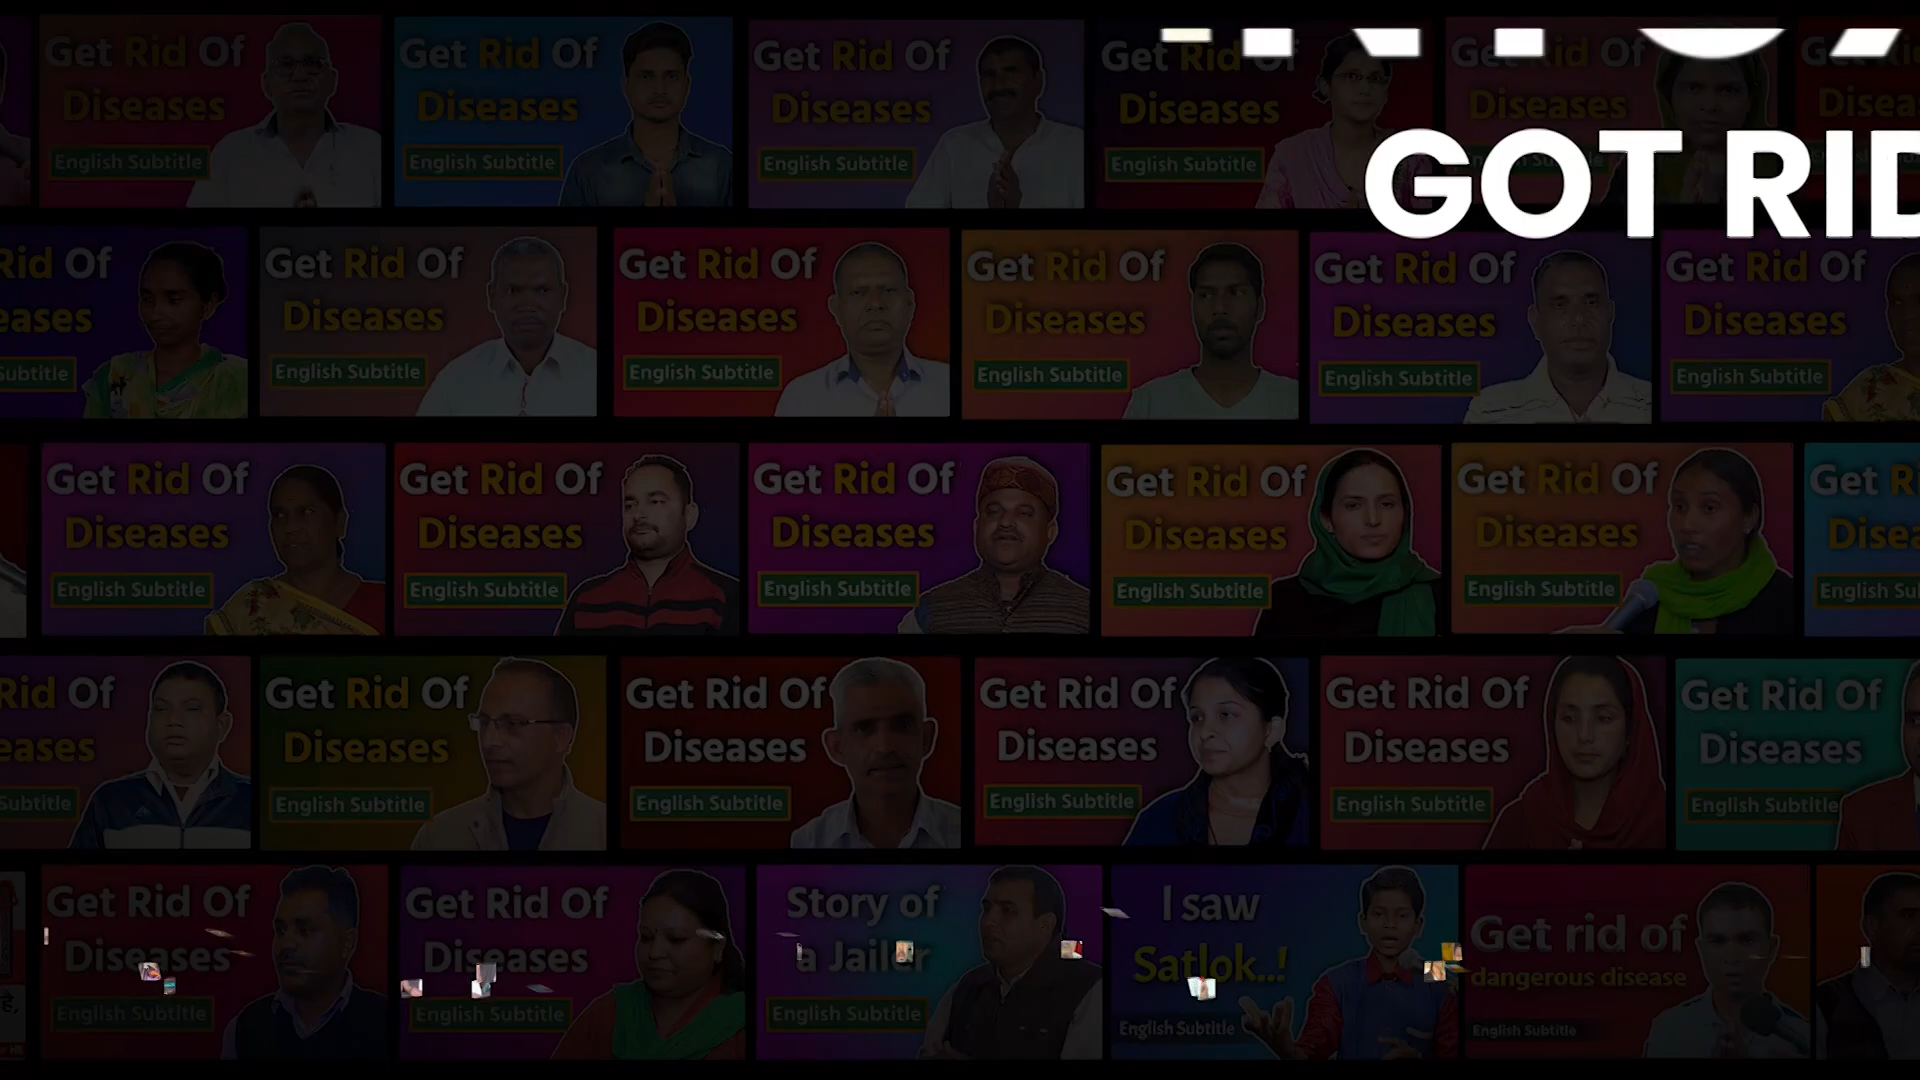 GOT RID
Get Rid Of
Diseases
English Subtitle
Get Rid Of
Diseases
English Subtitle
Get Rid Of
Diseases
English Subtitle
Get Rid Of
Diseases
English Subtitle
Get Rid Of
Diseases
Rid Of
English Subtitle
Get Rid Of
Diseases
English Subtitle
Get Rid Of
Diseases
English Subtitle
Get Rid Of
Diseases
English Subtitle
Get Rid Of
Diseases
English Subtitle
Get Rid Of
Diseases
English Subtitle
Get Rid Of
Diseases
English Subtitle
Get Rid Of
Diseases
English Subtitle
Get Rid Of
Diseases
English Subtitle
Get Rid Of
Diseases
English Subtitle
Get Rid Of
Diseases
English Subtitle
Get
English
Rid Of
Subtitle
Get Rid Of
Diseases
English Subtitle
Get Rid Of
Diseases
English Subtitle
Get Rid Of
Diseases
English Subtitle
Get Rid Of
Diseases
English Subtitle
Get Rid Of
Diseases
English Subtitle
Get Rid Of
Diseases
English Subtitle
Get Rid Of
Diseases
English Subtitle
Story of
a Jailer
English Subtitle
I saw
Satlok..!
English Subtitle
Get rid of
dangerous disease
English Subtitle